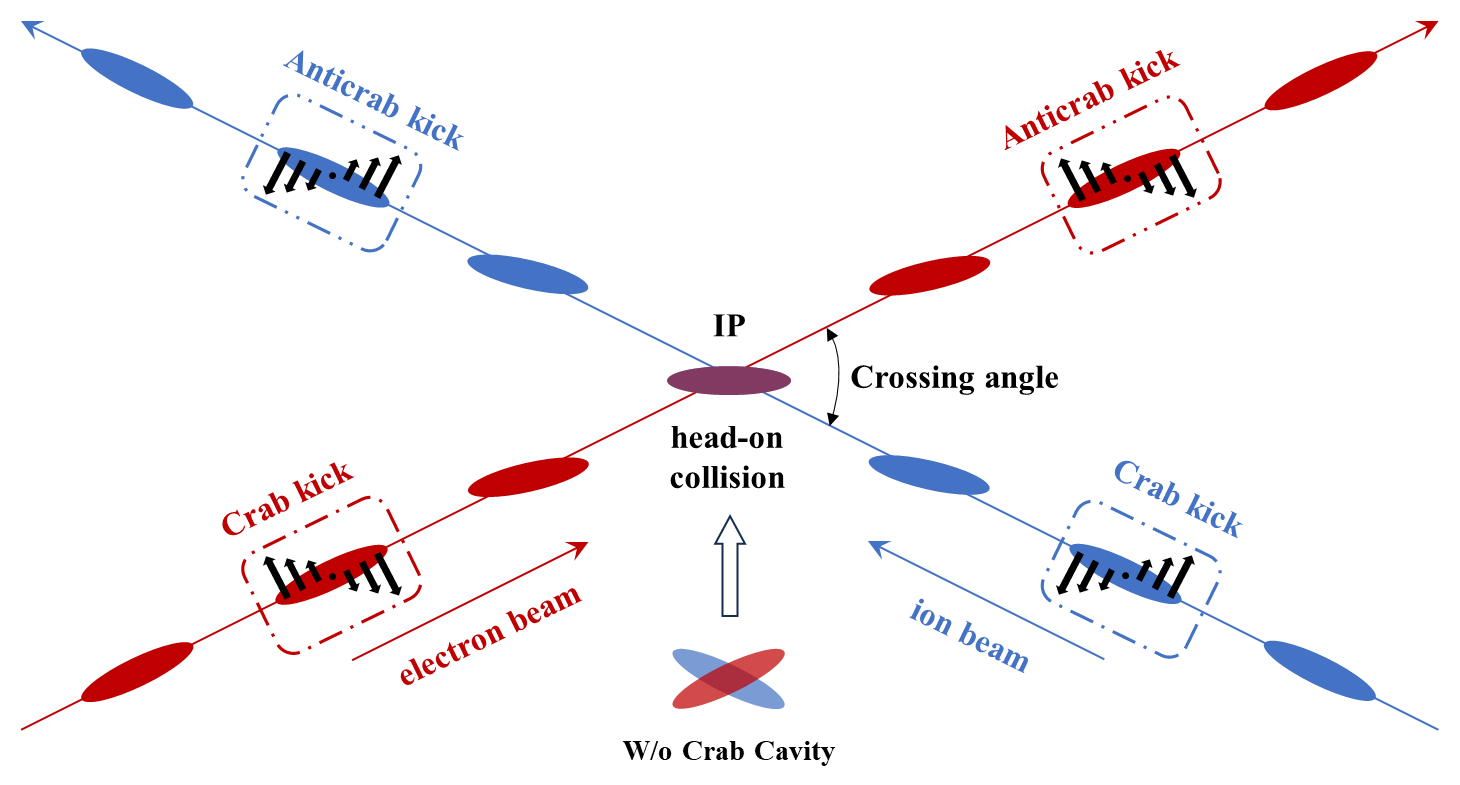 Anticrab kick
Anticrab kick
IP
Crossing angle
head-on
collision
Crab kick
Crab kick
electron beam
ion beam
W/o Crab Cavity